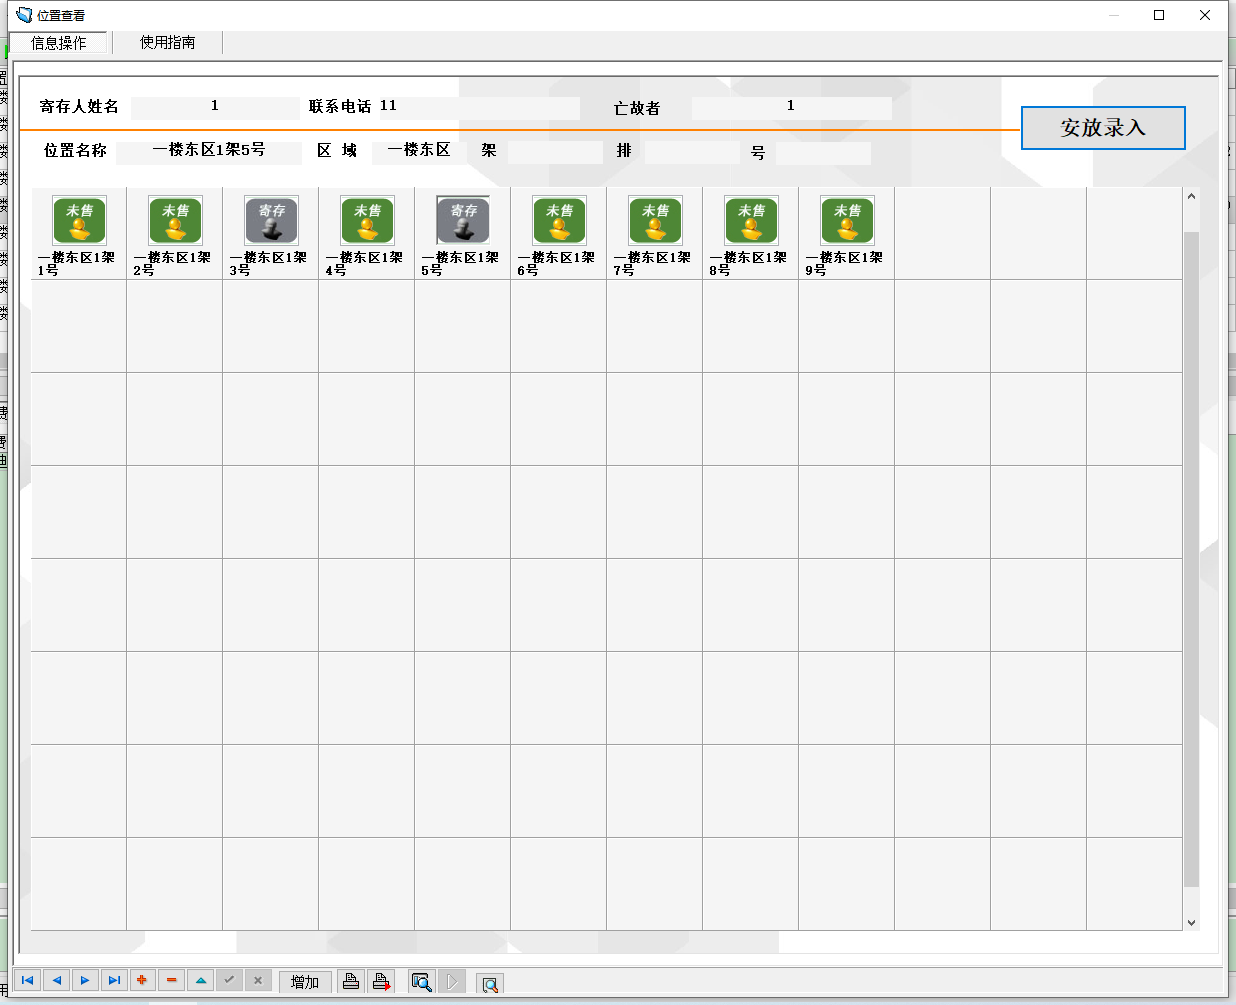 位置查看
信息操作
使用指南
寄存人姓名 1 联系电话 11 亡故者 1
安放录入
位置名称 一楼东区1架5号 区 域 一楼东区 架 排 号
未售
一楼东区1架
1号
未售
一楼东区1架
2号
寄存
一楼东区1架
3号
未售
一楼东区1架
4号
寄存
一楼东区1架
5号
未售
一楼东区1架
6号
未售
一楼东区1架
7号
未售
一楼东区1架
8号
未售
一楼东区1架
9号
增加